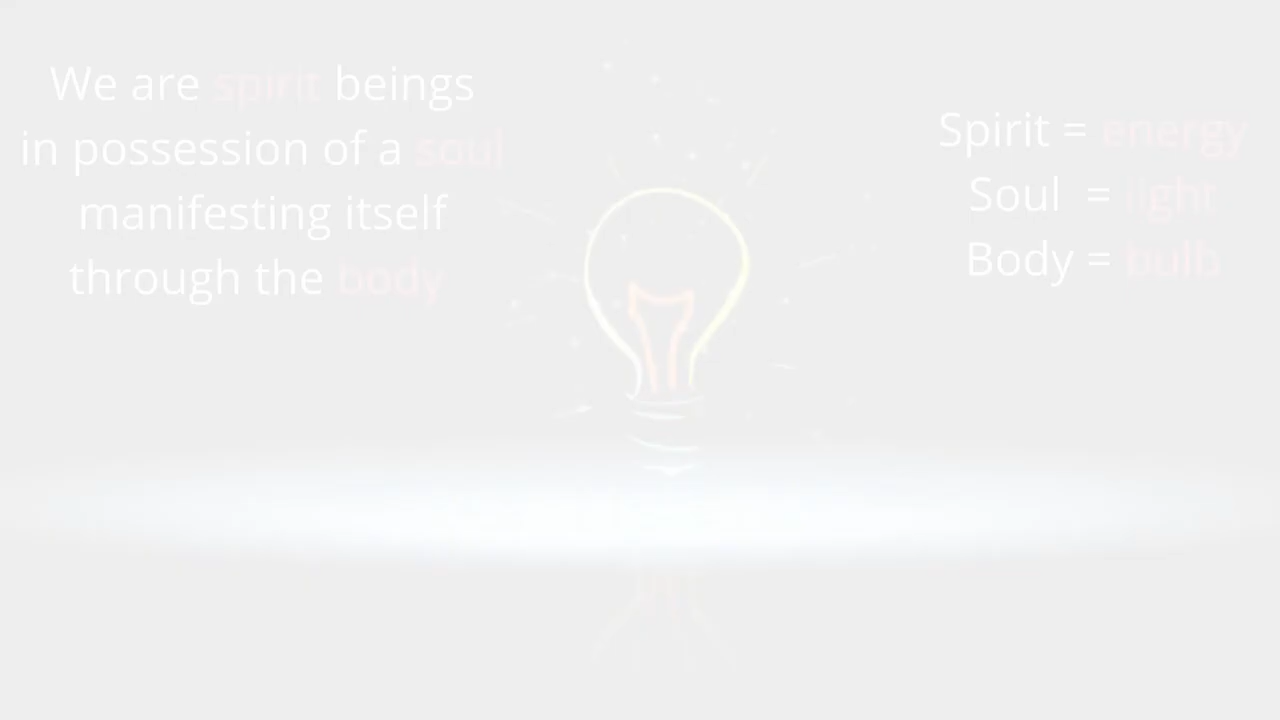 We are spirit beings
in possession of a soul
manifesting itself
through the body
Spirit = energy
Soul = light
Body = bulb